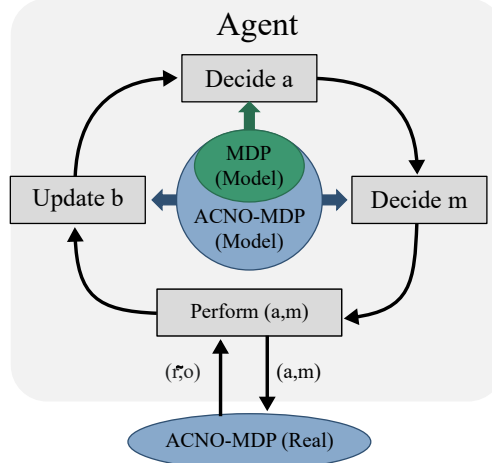 Agent
Decide a
MDP
(Model)
Update b
ACNO-MDP
(Model)
Decide m
Perform (a,m)
(r̃,o)
(a,m)
ACNO-MDP (Real)